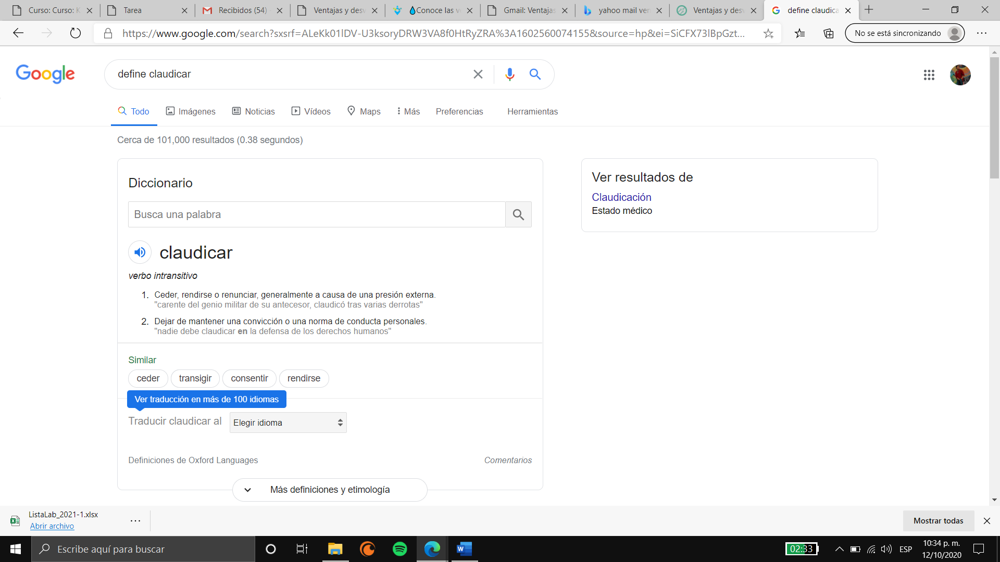 Curso: Curso: K
Tarea
Recibidos (54)
Ventajas y desv
Conoce las v
Gmail: Ventajas
yahoo mail ven
Ventajas y desv
define claudica
https://www.google.com/search?sxsrf=ALeKk01lDV-U3ksoryDRW3VA8f0HtRyZRA%3A1602560074155&source=hp&ei=SiCFX73lBpGzt...
No se está sincronizando
Google
define claudicar
Todo
Imágenes
Noticias
Vídeos
Maps
Más
Preferencias
Herramientas
Cerca de 101,000 resultados (0.38 segundos)
Diccionario
Busca una palabra
claudicar
verbo intransitivo
1. Ceder, rendirse o renunciar, generalmente a causa de una presión externa.
"carente del genio militar de su antecesor, claudicó tras varias derrotas"
2. Dejar de mantener una convicción o una norma de conducta personales.
"nadie debe claudicar en la defensa de los derechos humanos"
Similar
ceder
transigir
consentir
rendirse
Ver traducción en más de 100 idiomas
Traducir claudicar al
Elegir idioma
Definiciones de Oxford Languages
Comentarios
Más definiciones y etimología
Ver resultados de
Claudicación
Estado médico
ListaLab_2021-1.xlsx
Abrir archivo
Mostrar todas
Escribe aquí para buscar
02:33
ESP
10:34 p. m.
12/10/2020